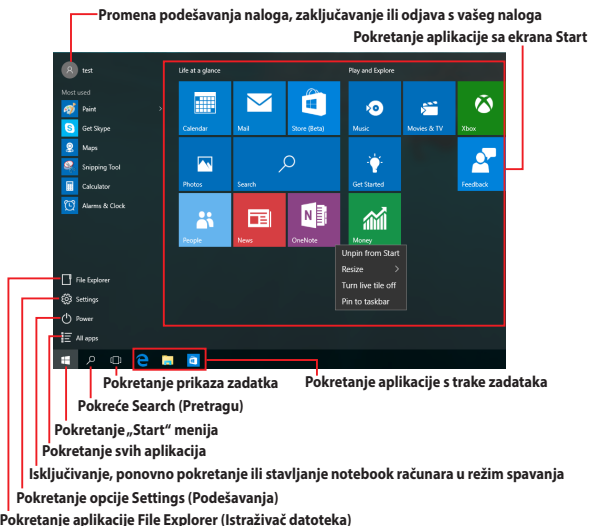 Promena podešavanja naloga, zaključavanje ili odjava s vašeg naloga
Pokretanje aplikacije sa ekrana Start
test
Life at a glance
Play and Explore
Most used
Paint
Get Skype
Maps
Snipping Tool
Calculator
Alarms & Clock
Calendar
Mail
Store (Beta)
Music
Movies & TV
Xbox
Photos
Search
Get Started
Feedback
People
News
OneNote
Money
Unpin from Start
Resize
Turn live tile off
Pin to taskbar
File Explorer
Settings
Power
All apps
Pokretanje prikaza zadatka
Pokretanje aplikacije s trake zadataka
Pokreće Search (Pretragu)
Pokretanje „Start“ menija
Pokretanje svih aplikacija
Isključivanje, ponovno pokretanje ili stavljanje notebook računara u režim spavanja
Pokretanje opcije Settings (Podešavanja)
Pokretanje aplikacije File Explorer (Istraživač datoteka)